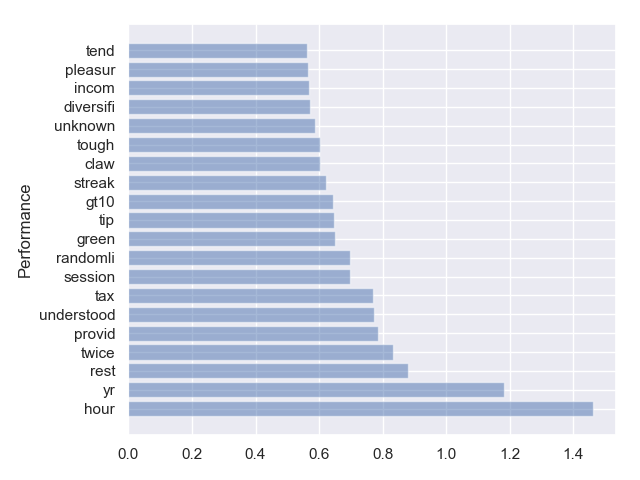 tend
pleasur
incom
diversifi
unknown
tough
claw
streak
gt10
tip
green
randomli
session
tax
understood
provid
twice
rest
yr
hour
Performance
0.0 0.2 0.4 0.6 0.8 1.0 1.2 1.4